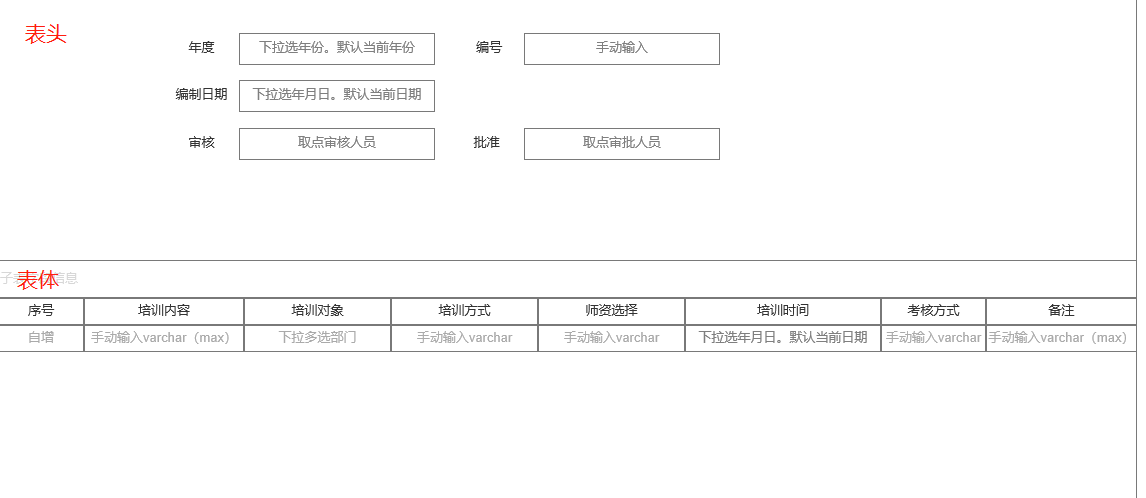 表头
年度 下拉选年份。默认当前年份 编号 手动输入
编制日期 下拉选年月日。默认当前日期
审核 取点审核人员 批准 取点审批人员
表体
序号 培训内容 培训对象 培训方式 师资选择 培训时间 考核方式 备注
自增 手动输入varchar（max） 下拉多选部门 手动输入varchar 手动输入varchar 下拉选年月日。默认当前日期 手动输入varchar 手动输入varchar（max）